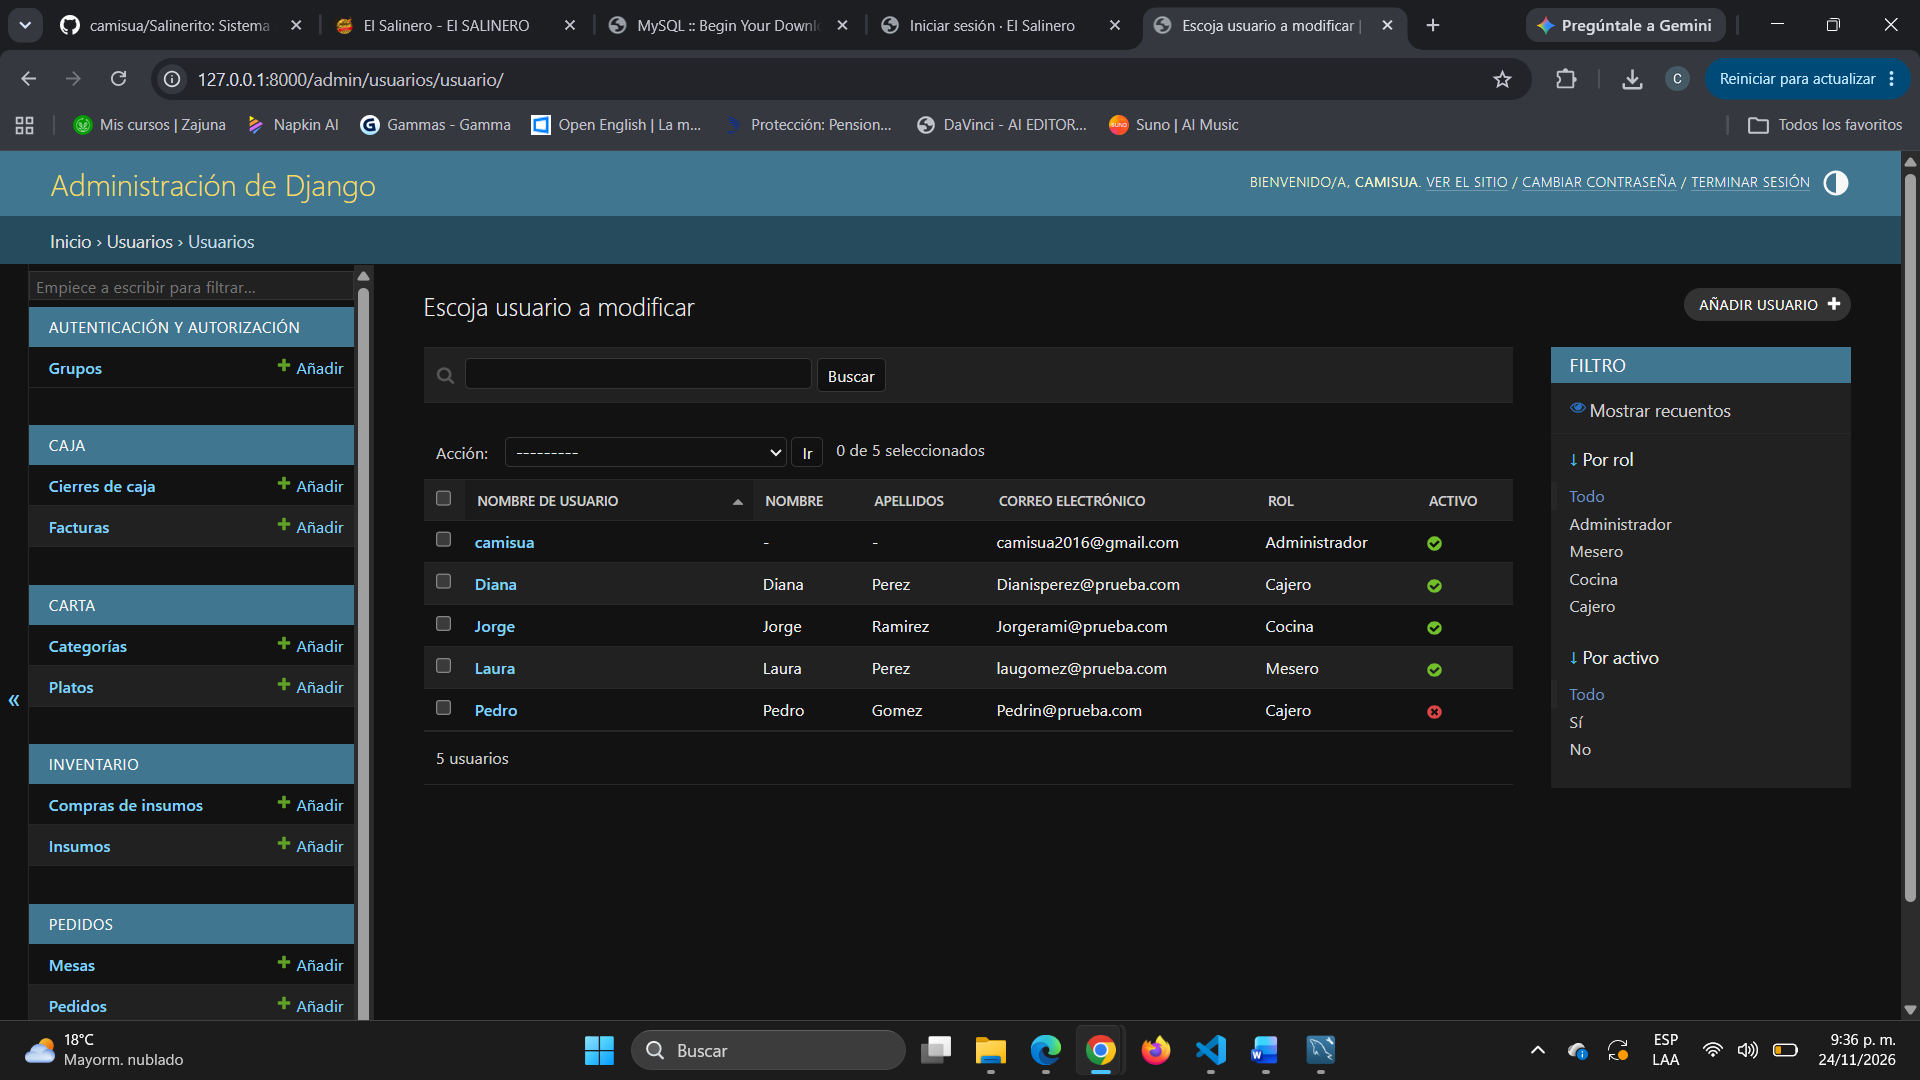 camisua/Salinerito: Sistema
El Salinero - El SALINERO
MySQL :: Begin Your Downl
Iniciar sesión · El Salinero
Escoja usuario a modificar |
Pregúntale a Gemini
127.0.0.1:8000/admin/usuarios/usuario/
C
Reiniciar para actualizar
Mis cursos | Zajuna
Napkin AI
Gammas - Gamma
Open English | La m...
Protección: Pension...
DaVinci - AI EDITOR...
Suno | AI Music
Todos los favoritos
Administración de Django
BIENVENIDO/A, CAMISUA. VER EL SITIO / CAMBIAR CONTRASEÑA / TERMINAR SESIÓN
Inicio › Usuarios › Usuarios
Empiece a escribir para filtrar...
AUTENTICACIÓN Y AUTORIZACIÓN
Grupos Añadir
CAJA
Cierres de caja Añadir
Facturas Añadir
CARTA
Categorías Añadir
Platos Añadir
«
INVENTARIO
Compras de insumos Añadir
Insumos Añadir
PEDIDOS
Mesas Añadir
Pedidos Añadir
Escoja usuario a modificar
AÑADIR USUARIO
Buscar
Acción: --------- Ir 0 de 5 seleccionados
NOMBRE DE USUARIO NOMBRE APELLIDOS CORREO ELECTRÓNICO ROL ACTIVO
camisua - - camisua2016@gmail.com Administrador
Diana Diana Perez Dianisperez@prueba.com Cajero
Jorge Jorge Ramirez Jorgerami@prueba.com Cocina
Laura Laura Perez laugomez@prueba.com Mesero
Pedro Pedro Gomez Pedrin@prueba.com Cajero
5 usuarios
FILTRO
Mostrar recuentos
↓ Por rol
Todo
Administrador
Mesero
Cocina
Cajero
↓ Por activo
Todo
Sí
No
18°C
Mayorm. nublado
Buscar
ESP
LAA
9:36 p. m.
24/11/2026